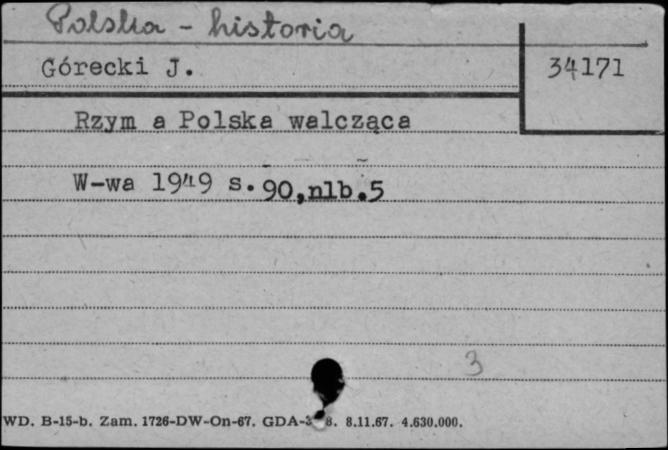 Polska - historia
Górecki J.
34171
Rzym a Polska walcząca
W-wa 1949 s. 90, nlb. 5
3
WD. B-15-b. Zam. 1726-DW-On-67. 8.11.67. 4.630.000.